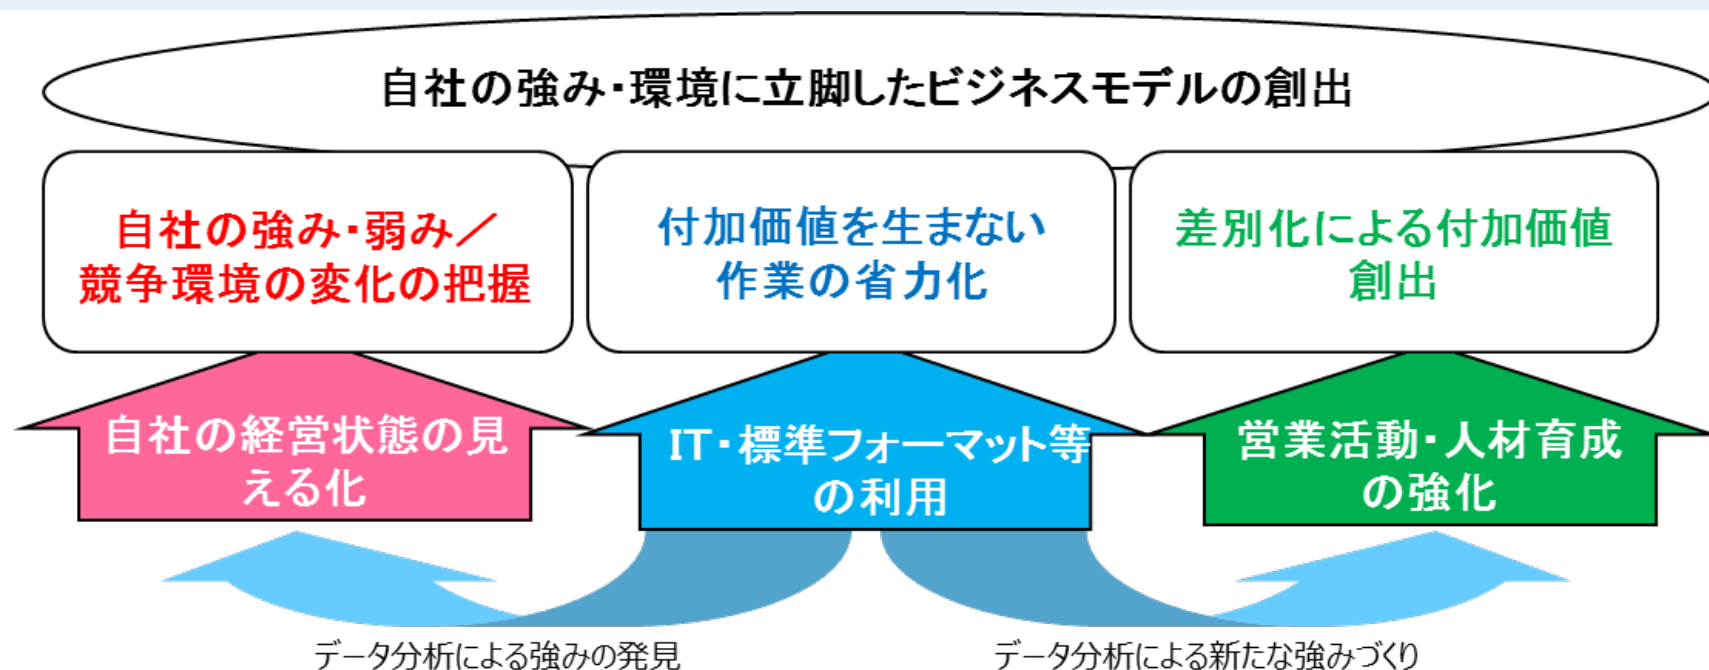 自社の強み・環境に立脚したビジネスモデルの創出
自社の強み・弱み／
競争環境の変化の把握
付加価値を生まない
作業の省力化
差別化による付加価値
創出
自社の経営状態の見
える化
IT・標準フォーマット等
の利用
営業活動・人材育成
の強化
データ分析による強みの発見
データ分析による新たな強みづくり